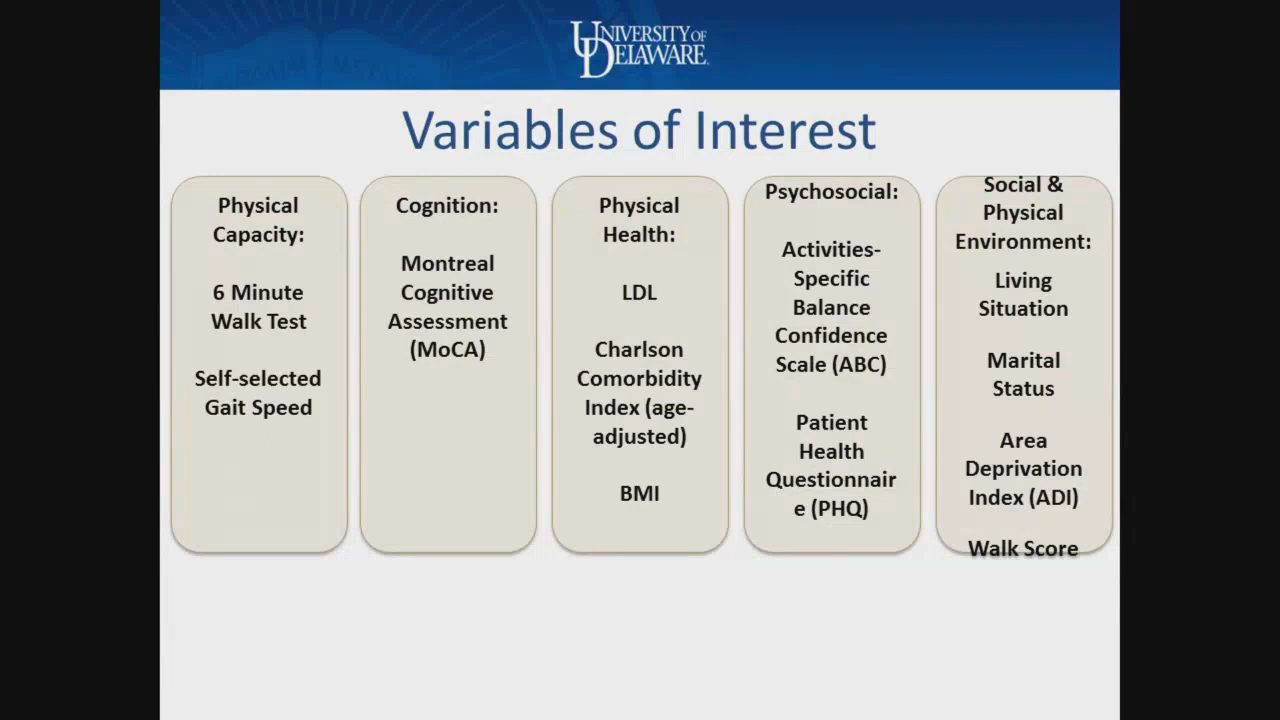 UNIVERSITY OF
DELAWARE.
Variables of Interest
Physical
Capacity:
6 Minute
Walk Test
Self-selected
Gait Speed
Cognition:
Montreal
Cognitive
Assessment
(MoCA)
Physical
Health:
LDL
Charlson
Comorbidity
Index (age-
adjusted)
BMI
Psychosocial:
Activities-
Specific
Balance
Confidence
Scale (ABC)
Patient
Health
Questionnair
e (PHQ)
Social &
Physical
Environment:
Living
Situation
Marital
Status
Area
Deprivation
Index (ADI)
Walk Score